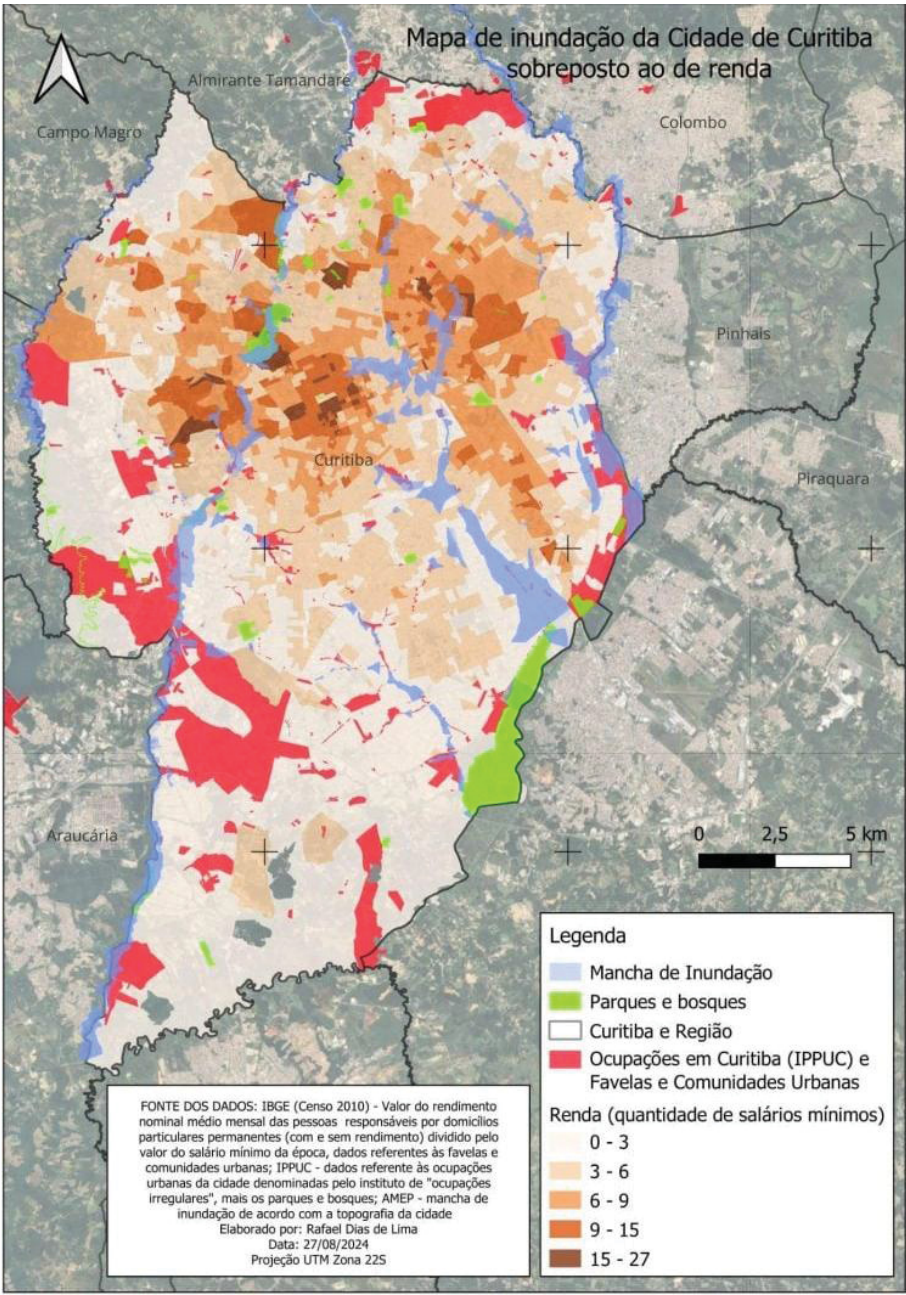 Mapa de inundação da Cidade de Curitiba
sobreposto ao de renda
Almirante Tamandaré
Campo Magro
Colombo
Pinhais
Curitiba
Piraquara
Araucária
0 2,5 5 km
Legenda
Mancha de Inundação
Parques e bosques
Curitiba e Região
Ocupações em Curitiba (IPPUC) e
Favelas e Comunidades Urbanas
Renda (quantidade de salários mínimos)
0 - 3
3 - 6
6 - 9
9 - 15
15 - 27
FONTE DOS DADOS: IBGE (Censo 2010) - Valor do rendimento
nominal médio mensal das pessoas responsáveis por domicílios
particulares permanentes (com e sem rendimento) dividido pelo
valor do salário mínimo da época, dados referentes às favelas e
comunidades urbanas; IPPUC - dados referente às ocupações
urbanas da cidade denominadas pelo instituto de "ocupações
irregulares", mais os parques e bosques; AMEP - mancha de
inundação de acordo com a topografia da cidade
Elaborado por: Rafael Dias de Lima
Data: 27/08/2024
Projeção UTM Zona 22S